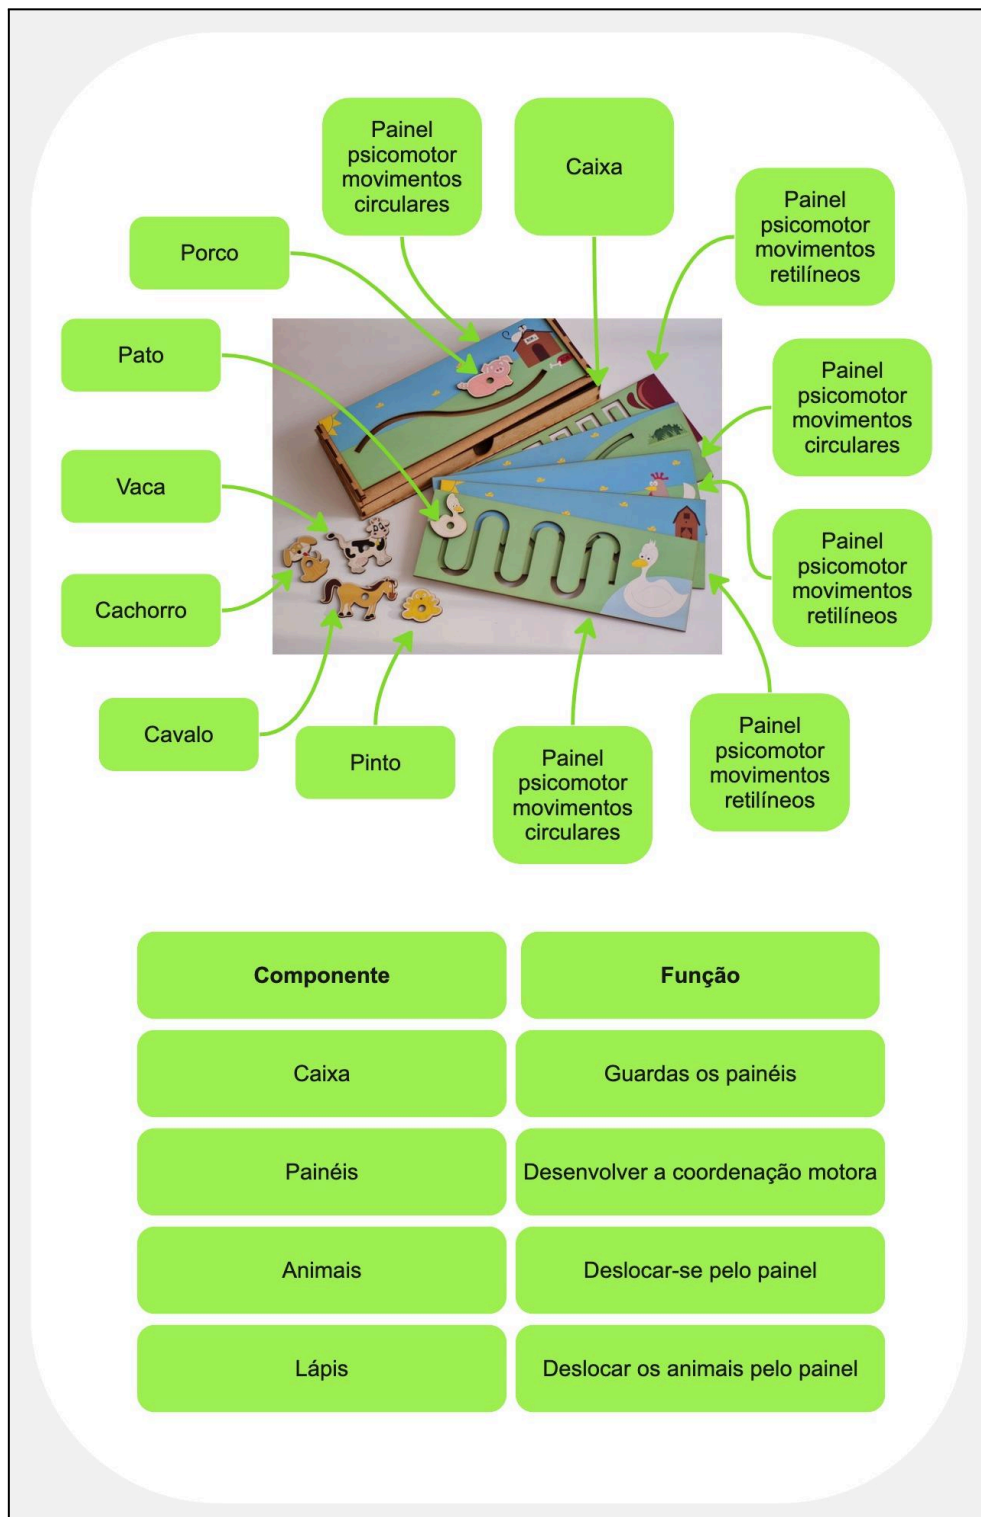 Painel
psicomotor
movimentos
circulares
Caixa
Painel
psicomotor
movimentos
retilíneos
Porco
Pato
Painel
psicomotor
movimentos
circulares
Vaca
Painel
psicomotor
movimentos
retilíneos
Cachorro
Cavalo
Pinto
Painel
psicomotor
movimentos
circulares
Painel
psicomotor
movimentos
retilíneos
Componente
Função
Caixa
Guardas os painéis
Painéis
Desenvolver a coordenação motora
Animais
Deslocar-se pelo painel
Lápis
Deslocar os animais pelo painel